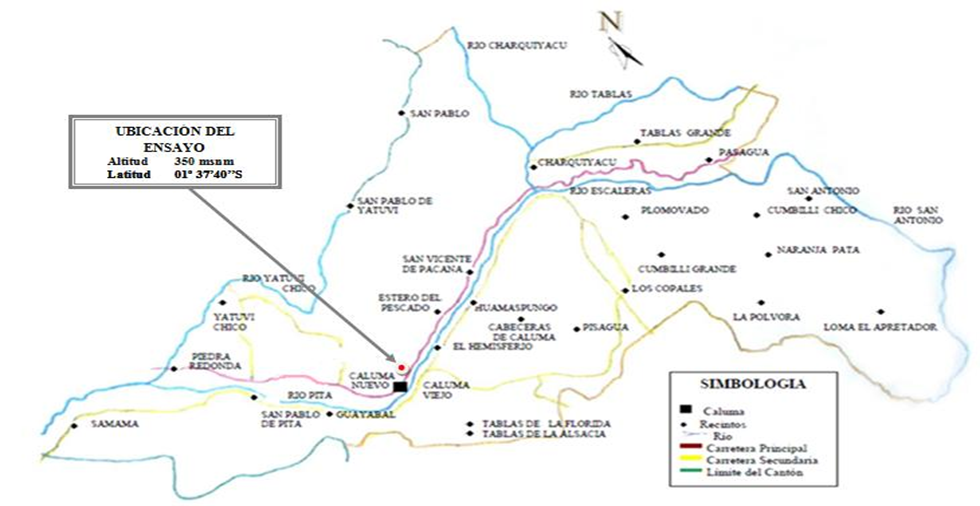 N
RIO CHARQUIYACU
RIO TABLAS
SAN PABLO
UBICACIÓN DEL
ENSAYO
Altitud 350 msnm
Latitud 01º 37'40''S
TABLAS GRANDE
PASAGUA
CHARQUIYACU
RIO ESCALERAS
SAN ANTONIO
SAN PABLO DE
YATUVI
PLOMOVADO
CUMBILLI CHICO
RIO SAN
ANTONIO
NARANJA PATA
SAN VICENTE
DE PACANA
CUMBILLI GRANDE
RIO YATUVI
CHICO
LOS COPALES
ESTERO DEL
PESCADO
HUAMASPUNGO
YATUVI
CHICO
CABECERAS
DE CALUMA
PISAGUA
LA POLVORA
LOMA EL APRETADOR
EL HEMISFERIO
PIEDRA
REDONDA
CALUMA
NUEVO
CALUMA
VIEJO
RIO PITA
SAN PABLO
DE PITA
GUAYABAL
SAMAMA
TABLAS DE LA FLORIDA
TABLAS DE LA ALSACIA
SIMBOLOGIA
Caluma
Recintos
Rio
Carretera Principal
Carretera Secundaria
Límite del Cantón